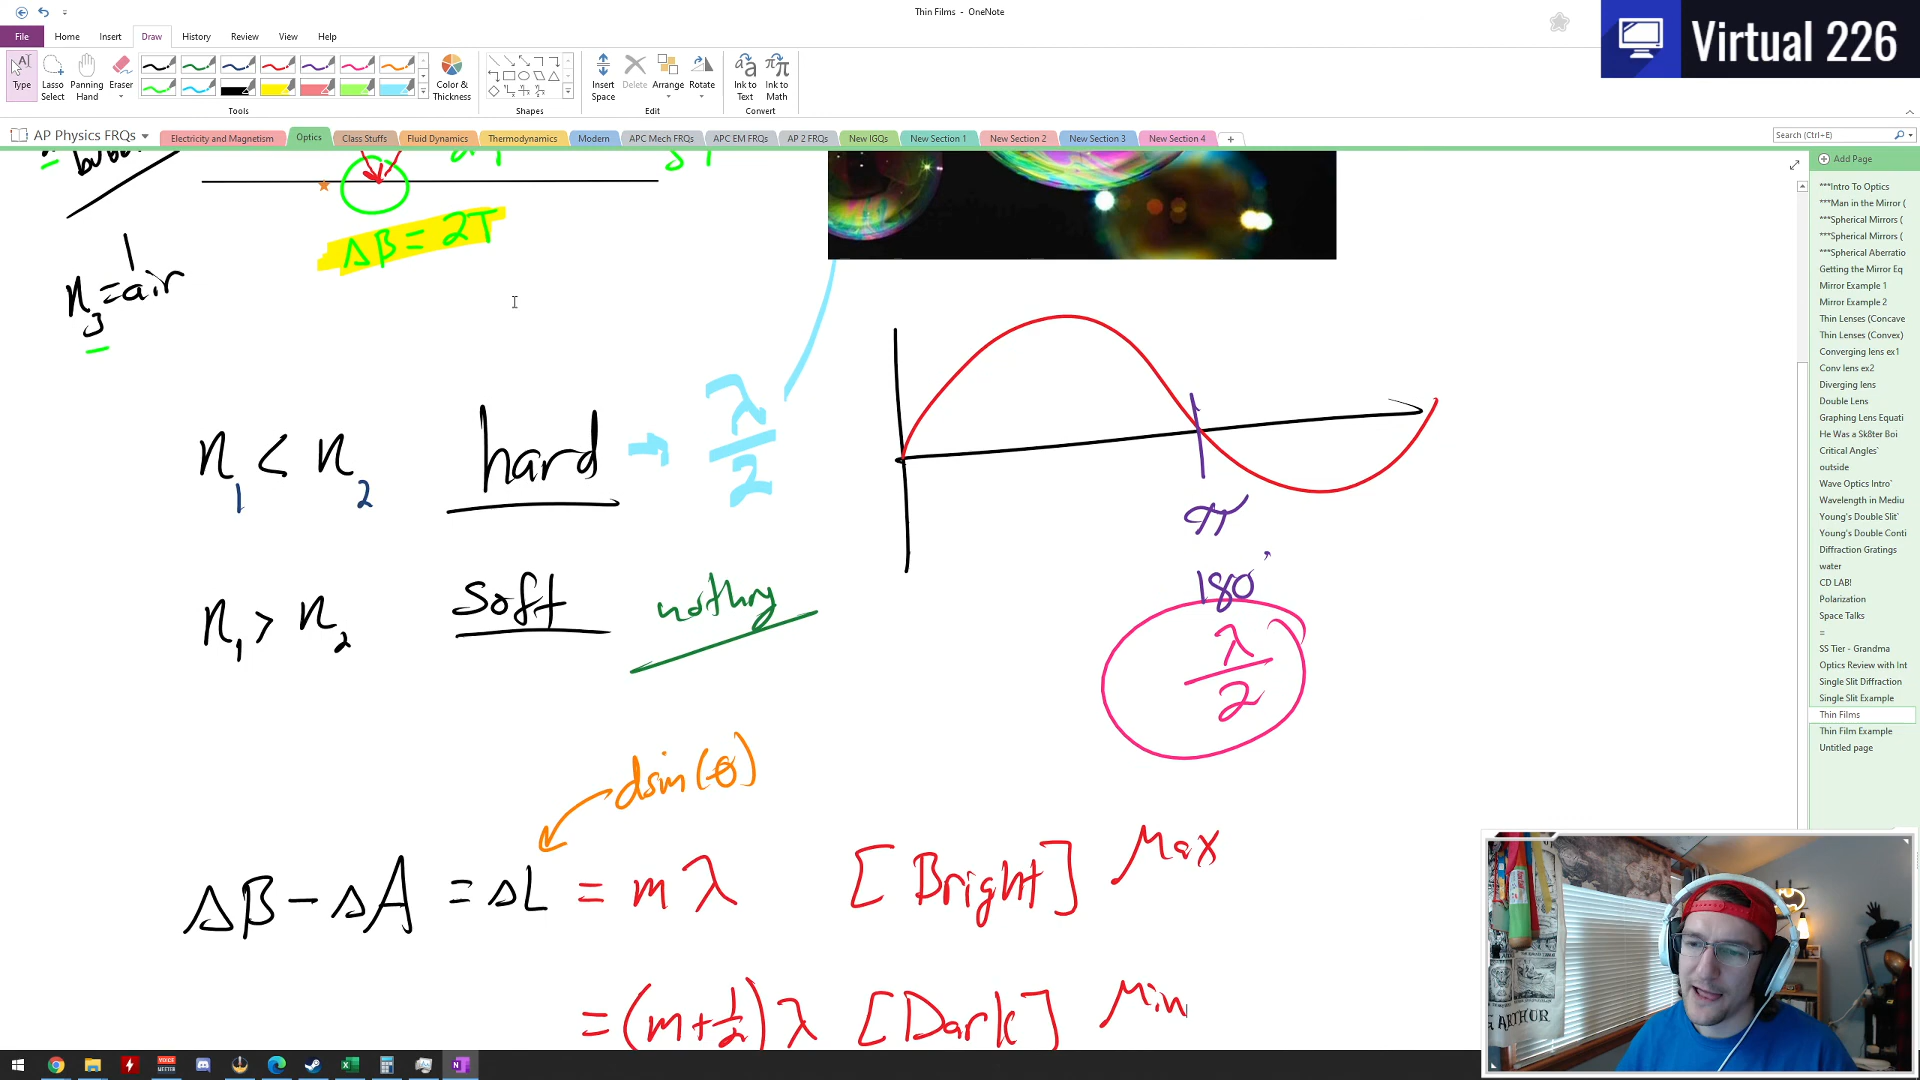 Thin Films - OneNote
Virtual 226
File Home Insert Draw History Review View Help
Type
Lasso Select
Panning Hand
Eraser
Color & Thickness
Insert Space
Delete
Arrange
Rotate
Ink to Text
Ink to Math
Tools Shapes Edit Convert
AP Physics FRQs
Electricity and Magnetism Optics Class Stuffs Fluid Dynamics Thermodynamics Modern APC Mech FRQs APC EM FRQs AP 2 FRQs New IGQs New Section 1 New Section 2 New Section 3 New Section 4
Search (Ctrl+E)
Add Page
***Intro To Optics
***Man in the Mirror (
***Spherical Mirrors (
***Spherical Mirrors (
***Spherical Aberratio
Getting the Mirror Eq
Mirror Example 1
Mirror Example 2
Thin Lenses (Concave
Thin Lenses (Convex)
Converging lens ex1
Conv lens ex2
Diverging lens
Double Lens
Graphing Lens Equati
He Was a Sk8ter Boi
Critical Angles`
outside
Wave Optics Intro`
Wavelength in Mediu
Young's Double Slit`
Young's Double Conti
Diffraction Gratings
water
CD LAB!
Polarization
Space Talks
=
SS Tier - Grandma
Optics Review with Int
Single Slit Diffraction
Single Slit Example
Thin Films
Thin Film Example
Untitled page
ΔB = 2T
1
n3 = air
n1 < n2 hard → λ/2
π
180°
λ/2
n1 > n2 soft nothing
dsin(θ)
ΔB - ΔA = ΔL = mλ [Bright] Max
= (m+1/2)λ [Dark] Min
ARTHUR